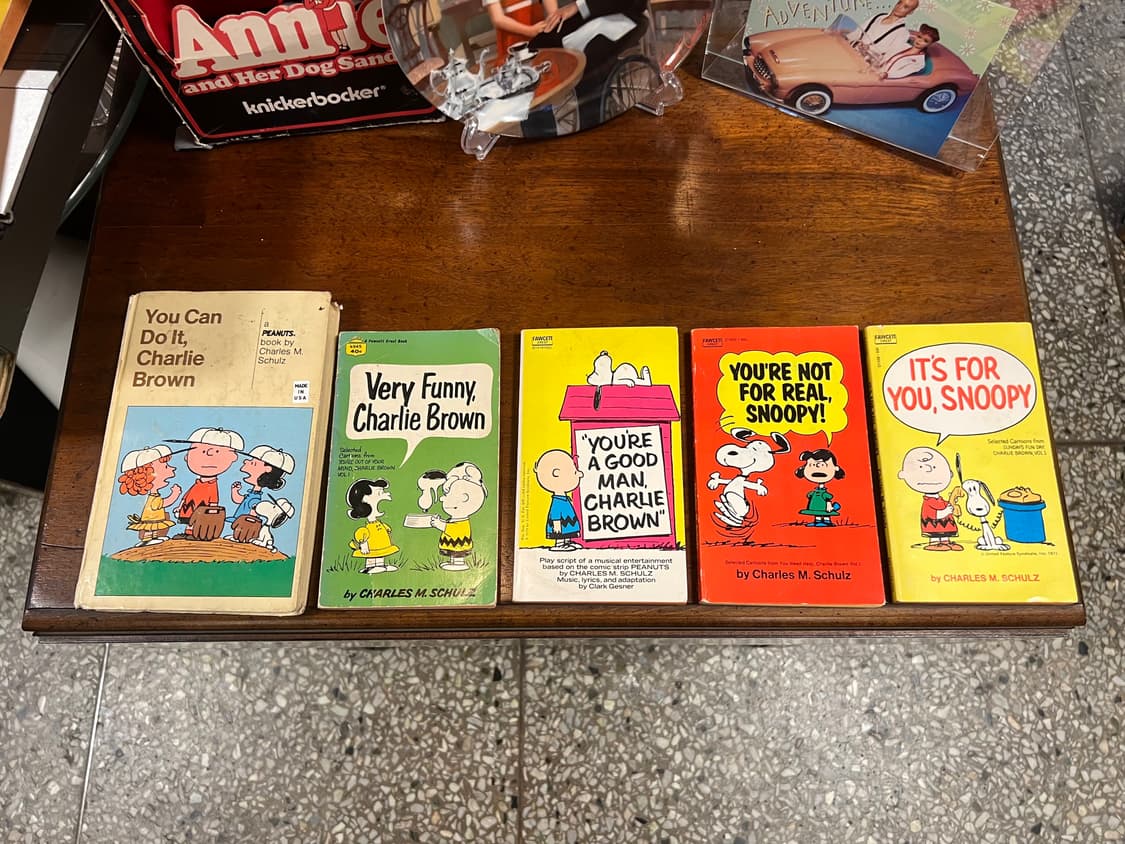 Annie
and Her Dog Sand
knickerbocker®
ADVENTURE...
You Can
Do It,
Charlie
Brown
a
PEANUTS®
book by
Charles M.
Schulz
MADE
IN
USA
A Fawcett Crest Book
40¢
Very Funny,
Charlie Brown
Selected
Cartoons from
YOU'RE OUT OF YOUR
MIND, CHARLIE BROWN
VOL. I
by CHARLES M. SCHULZ
FAWCETT
CREST
"YOU'RE
A GOOD
MAN,
CHARLIE
BROWN"
Play script of a musical entertainment
based on the comic strip PEANUTS
by CHARLES M. SCHULZ
Music, lyrics, and adaptation
by Clark Gesner
FAWCETT
CREST
YOU'RE NOT
FOR REAL,
SNOOPY!
Selected Cartoons from You Need Help, Charlie Brown Vol. I
by Charles M. Schulz
FAWCETT
CREST
IT'S FOR
YOU, SNOOPY
Selected Cartoons from
SUNDAY'S FUN DAY,
CHARLIE BROWN, VOL. I
© United Feature Syndicate, Inc. 1971
by CHARLES M. SCHULZ